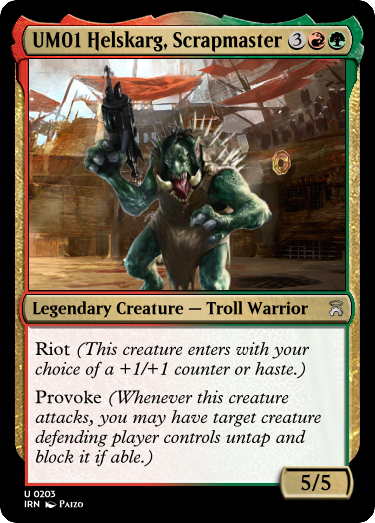 UM01 Helskarg, Scrapmaster 3
Legendary Creature — Troll Warrior
Riot (This creature enters with your
choice of a +1/+1 counter or haste.)
Provoke (Whenever this creature
attacks, you may have target creature
defending player controls untap and
block it if able.)
5/5
U 0203
IRN Paizo